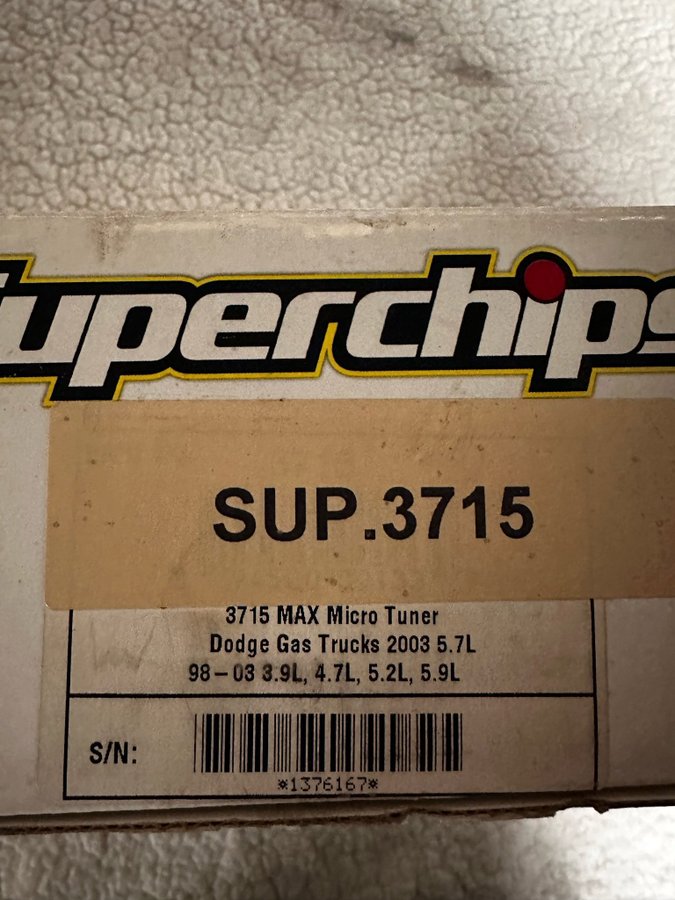 Superchips
SUP.3715
3715 MAX Micro Tuner
Dodge Gas Trucks 2003 5.7L
98-03 3.9L, 4.7L, 5.2L, 5.9L
S/N:
*1376167*